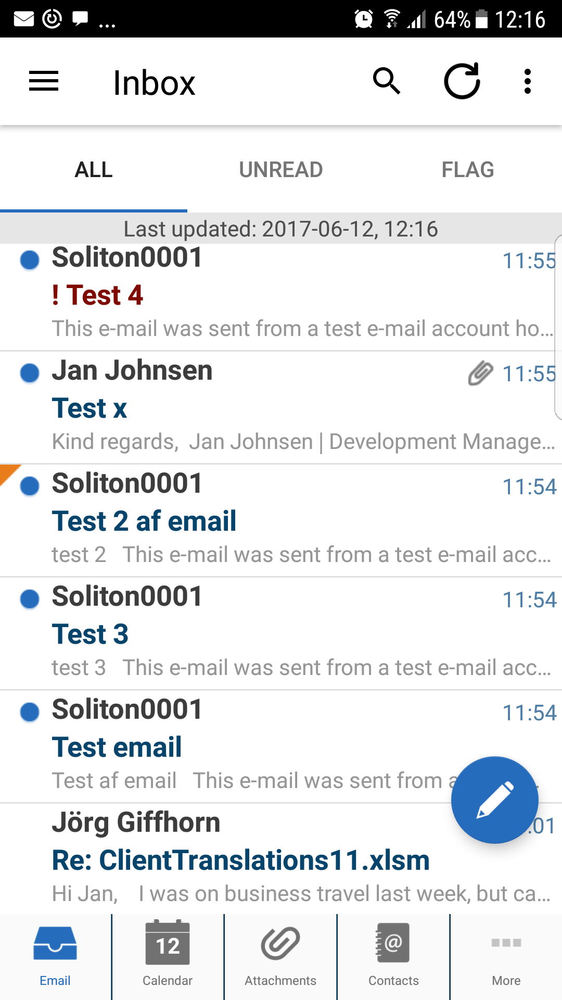 ... 64% 12:16
Inbox
ALL UNREAD FLAG
Last updated: 2017-06-12, 12:16
Soliton0001 11:55
! Test 4
This e-mail was sent from a test e-mail account ho...
Jan Johnsen 11:55
Test x
Kind regards, Jan Johnsen | Development Manage...
Soliton0001 11:54
Test 2 af email
test 2 This e-mail was sent from a test e-mail acc...
Soliton0001 11:54
Test 3
test 3 This e-mail was sent from a test e-mail acc...
Soliton0001 11:54
Test email
Test af email This e-mail was sent from
Jörg Giffhorn :01
Re: ClientTranslations11.xlsm
Hi Jan, I was on business travel last week, but ca...
12 @
Email Calendar Attachments Contacts More